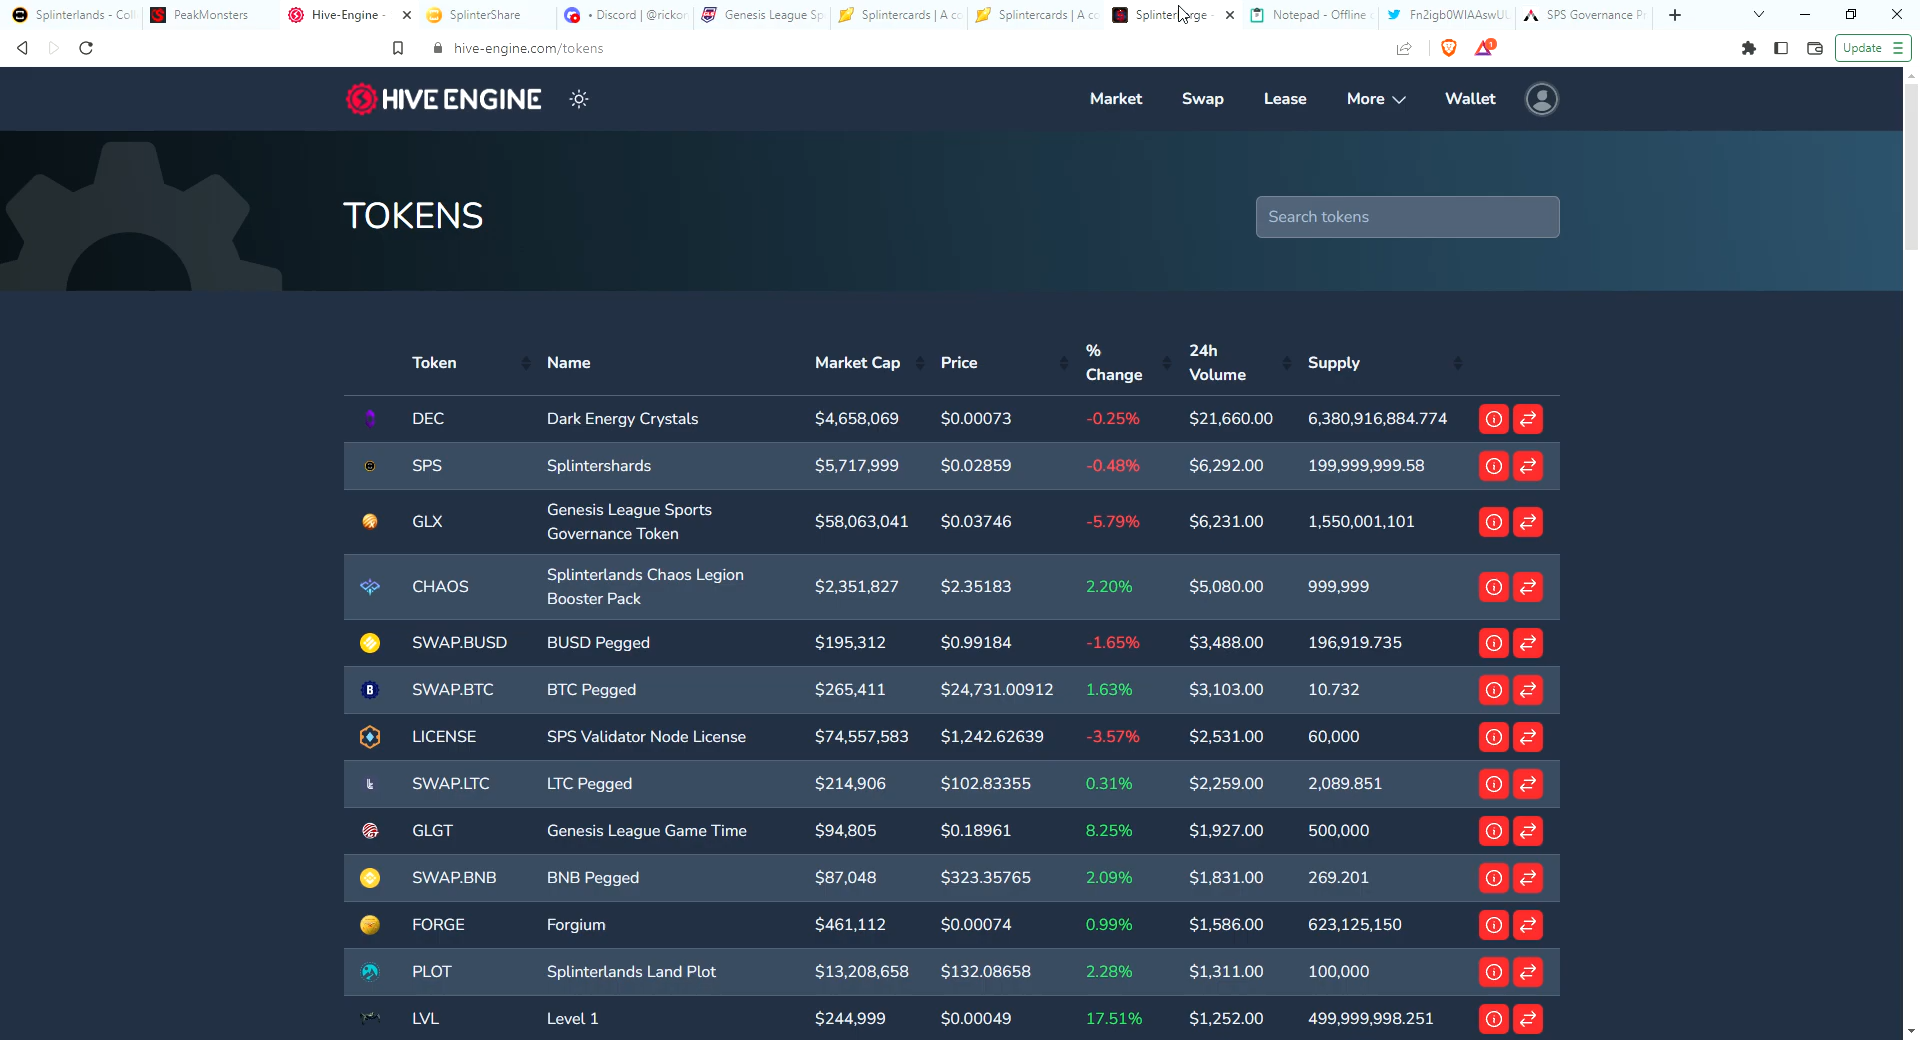 Splinterlands - Coll
PeakMonsters
Hive-Engine -
SplinterShare
• Discord | @rickor
Genesis League Sp
Splintercards | A co
Splintercards | A co
Notepad - Offline c
Fn2igb0WIAAswUU
SPS Governance Pr
hive-engine.com/tokens
1
Update
HIVE ENGINE
Market
Swap
Lease
More
Wallet
TOKENS
Search tokens
Token Name Market Cap Price % Change 24h Volume Supply
DEC Dark Energy Crystals $4,658,069 $0.00073 -0.25% $21,660.00 6,380,916,884.774
SPS Splintershards $5,717,999 $0.02859 -0.48% $6,292.00 199,999,999.58
GLX Genesis League Sports Governance Token $58,063,041 $0.03746 -5.79% $6,231.00 1,550,001,101
CHAOS Splinterlands Chaos Legion Booster Pack $2,351,827 $2.35183 2.20% $5,080.00 999,999
SWAP.BUSD BUSD Pegged $195,312 $0.99184 -1.65% $3,488.00 196,919.735
SWAP.BTC BTC Pegged $265,411 $24,731.00912 1.63% $3,103.00 10.732
LICENSE SPS Validator Node License $74,557,583 $1,242.62639 -3.57% $2,531.00 60,000
SWAP.LTC LTC Pegged $214,906 $102.83355 0.31% $2,259.00 2,089.851
GLGT Genesis League Game Time $94,805 $0.18961 8.25% $1,927.00 500,000
SWAP.BNB BNB Pegged $87,048 $323.35765 2.09% $1,831.00 269.201
FORGE Forgium $461,112 $0.00074 0.99% $1,586.00 623,125,150
PLOT Splinterlands Land Plot $13,208,658 $132.08658 2.28% $1,311.00 100,000
LVL Level 1 $244,999 $0.00049 17.51% $1,252.00 499,999,998.251